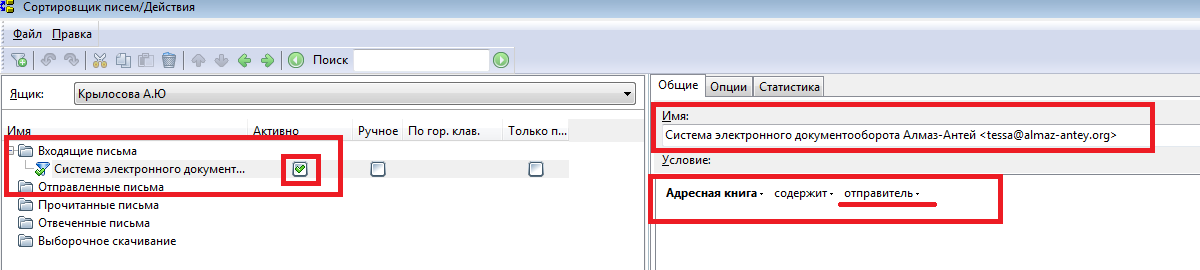 Сортировщик писем/Действия
Файл Правка
Поиск
Ящик: Крылосова А.Ю
Имя Активно Ручное По гор. клав. Только п...
Входящие письма
Система электронного документ...
Отправленные письма
Прочитанные письма
Отвеченные письма
Выборочное скачивание
Общие Опции Статистика
Имя:
Система электронного документооборота Алмаз-Антей <tessa@almaz-antey.org>
Условие:
Адресная книга содержит отправитель